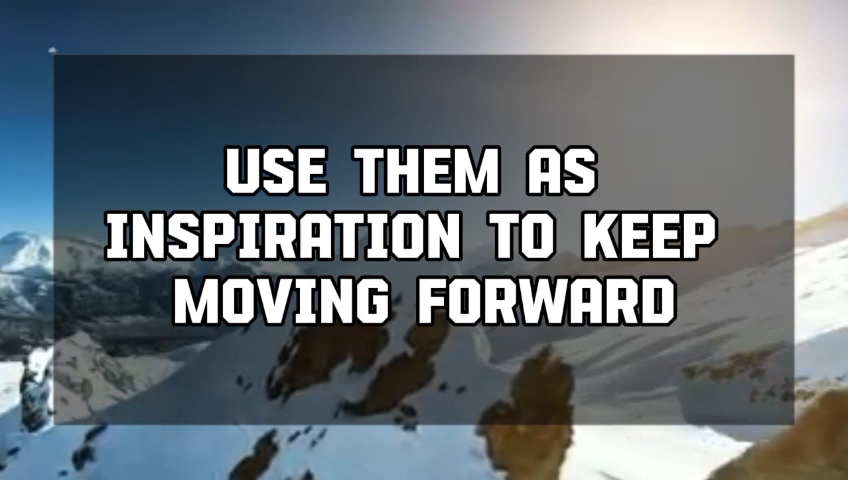 USE THEM AS
INSPIRATION TO KEEP
MOVING FORWARD